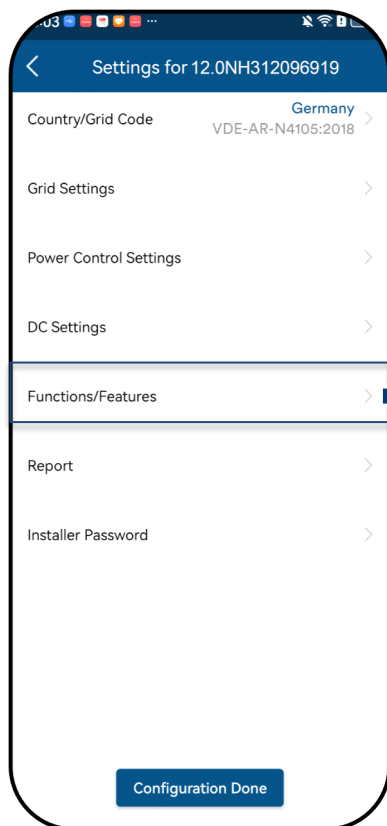 :03
Settings for 12.0NH312096919
Country/Grid Code
Germany
VDE-AR-N4105:2018
Grid Settings
Power Control Settings
DC Settings
Functions/Features
Report
Installer Password
Configuration Done